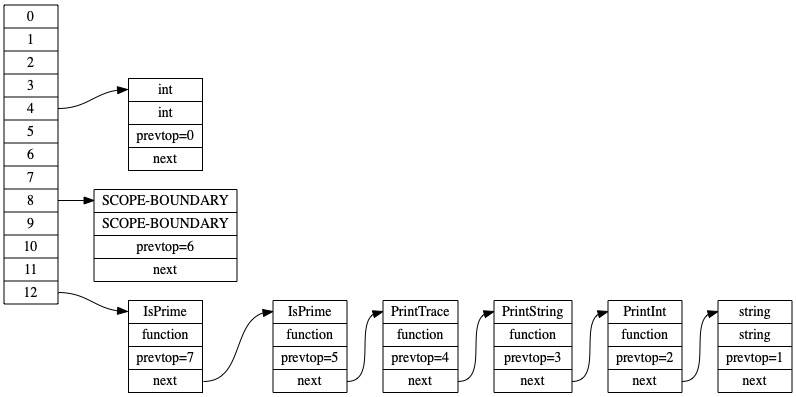 0
1
2
3
4
5
6
7
8
9
10
11
12
int
int
prevtop=0
next
SCOPE-BOUNDARY
SCOPE-BOUNDARY
prevtop=6
next
IsPrime
function
prevtop=7
next
IsPrime
function
prevtop=5
next
PrintTrace
function
prevtop=4
next
PrintString
function
prevtop=3
next
PrintInt
function
prevtop=2
next
string
string
prevtop=1
next